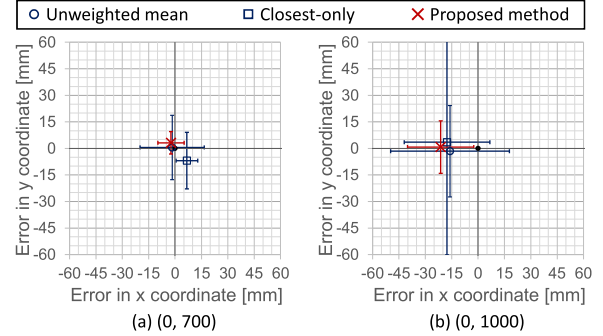 Unweighted mean Closest-only Proposed method
Error in y coordinate [mm]
60
45
30
15
0
-15
-30
-45
-60
-60 -45 -30 -15 0 15 30 45 60
Error in x coordinate [mm]
(a) (0, 700)
Error in y coordinate [mm]
60
45
30
15
0
-15
-30
-45
-60
-60 -45 -30 -15 0 15 30 45 60
Error in x coordinate [mm]
(b) (0, 1000)